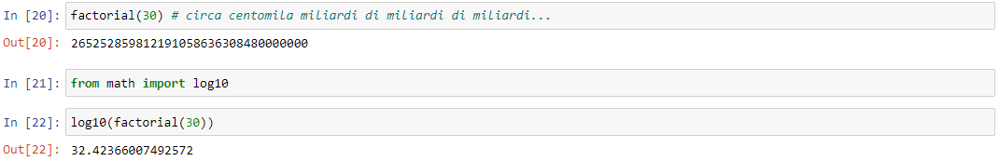 In [20]: factorial(30) # circa centomila miliardi di miliardi di miliardi...
Out[20]: 265252859812191058636308480000000
In [21]: from math import log10
In [22]: log10(factorial(30))
Out[22]: 32.42366007492572